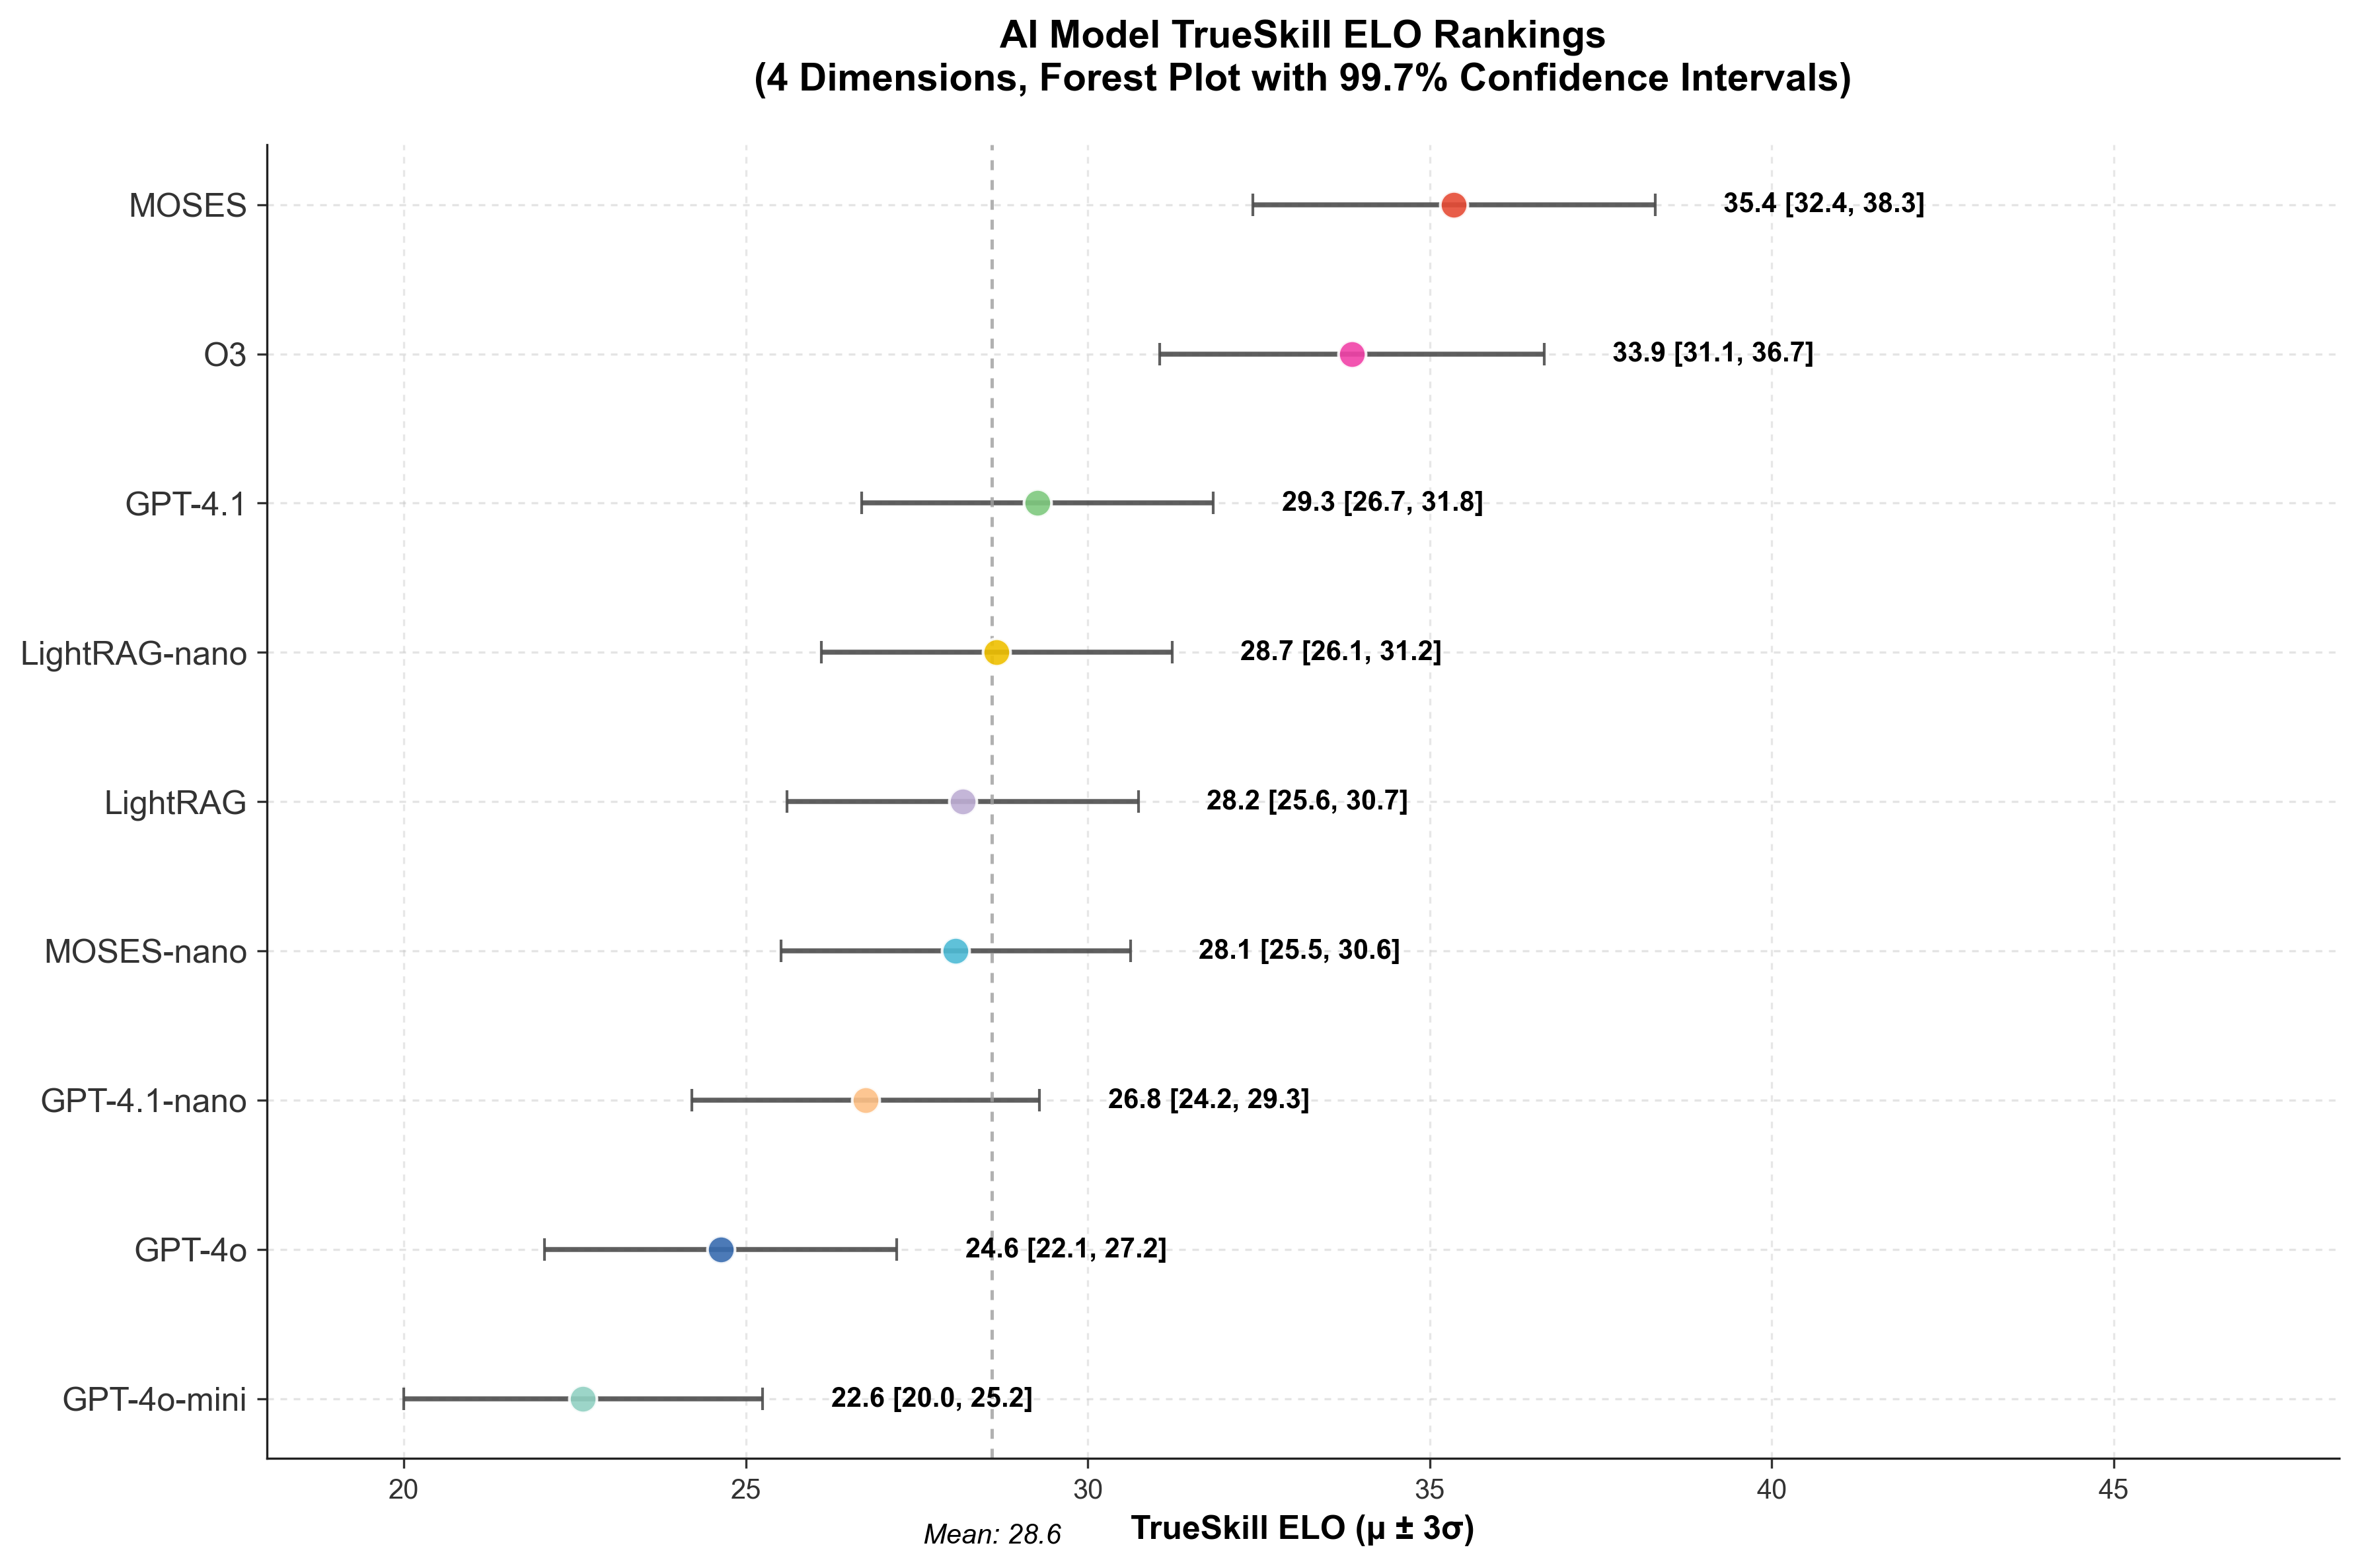 AI Model TrueSkill ELO Rankings
(4 Dimensions, Forest Plot with 99.7% Confidence Intervals)
MOSES
35.4 [32.4, 38.3]
O3
33.9 [31.1, 36.7]
GPT-4.1
29.3 [26.7, 31.8]
LightRAG-nano
28.7 [26.1, 31.2]
LightRAG
28.2 [25.6, 30.7]
MOSES-nano
28.1 [25.5, 30.6]
GPT-4.1-nano
26.8 [24.2, 29.3]
GPT-4o
24.6 [22.1, 27.2]
GPT-4o-mini
22.6 [20.0, 25.2]
20 25 30 35 40 45
Mean: 28.6
TrueSkill ELO (μ ± 3σ)